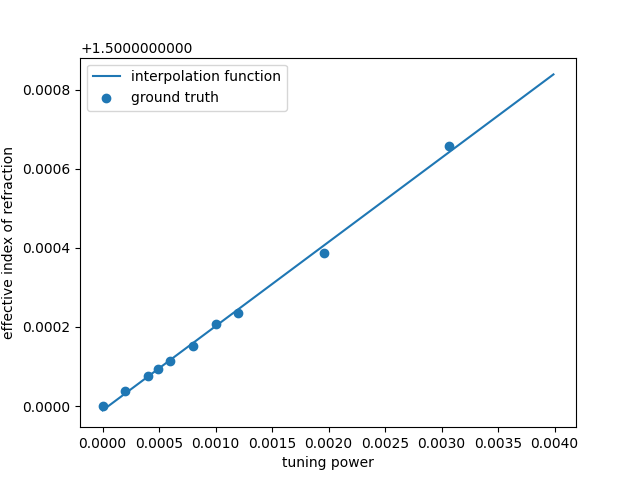 +1.5000000000
interpolation function
ground truth
0.0008
0.0006
0.0004
0.0002
0.0000
effective index of refraction
0.0000 0.0005 0.0010 0.0015 0.0020 0.0025 0.0030 0.0035 0.0040
tuning power